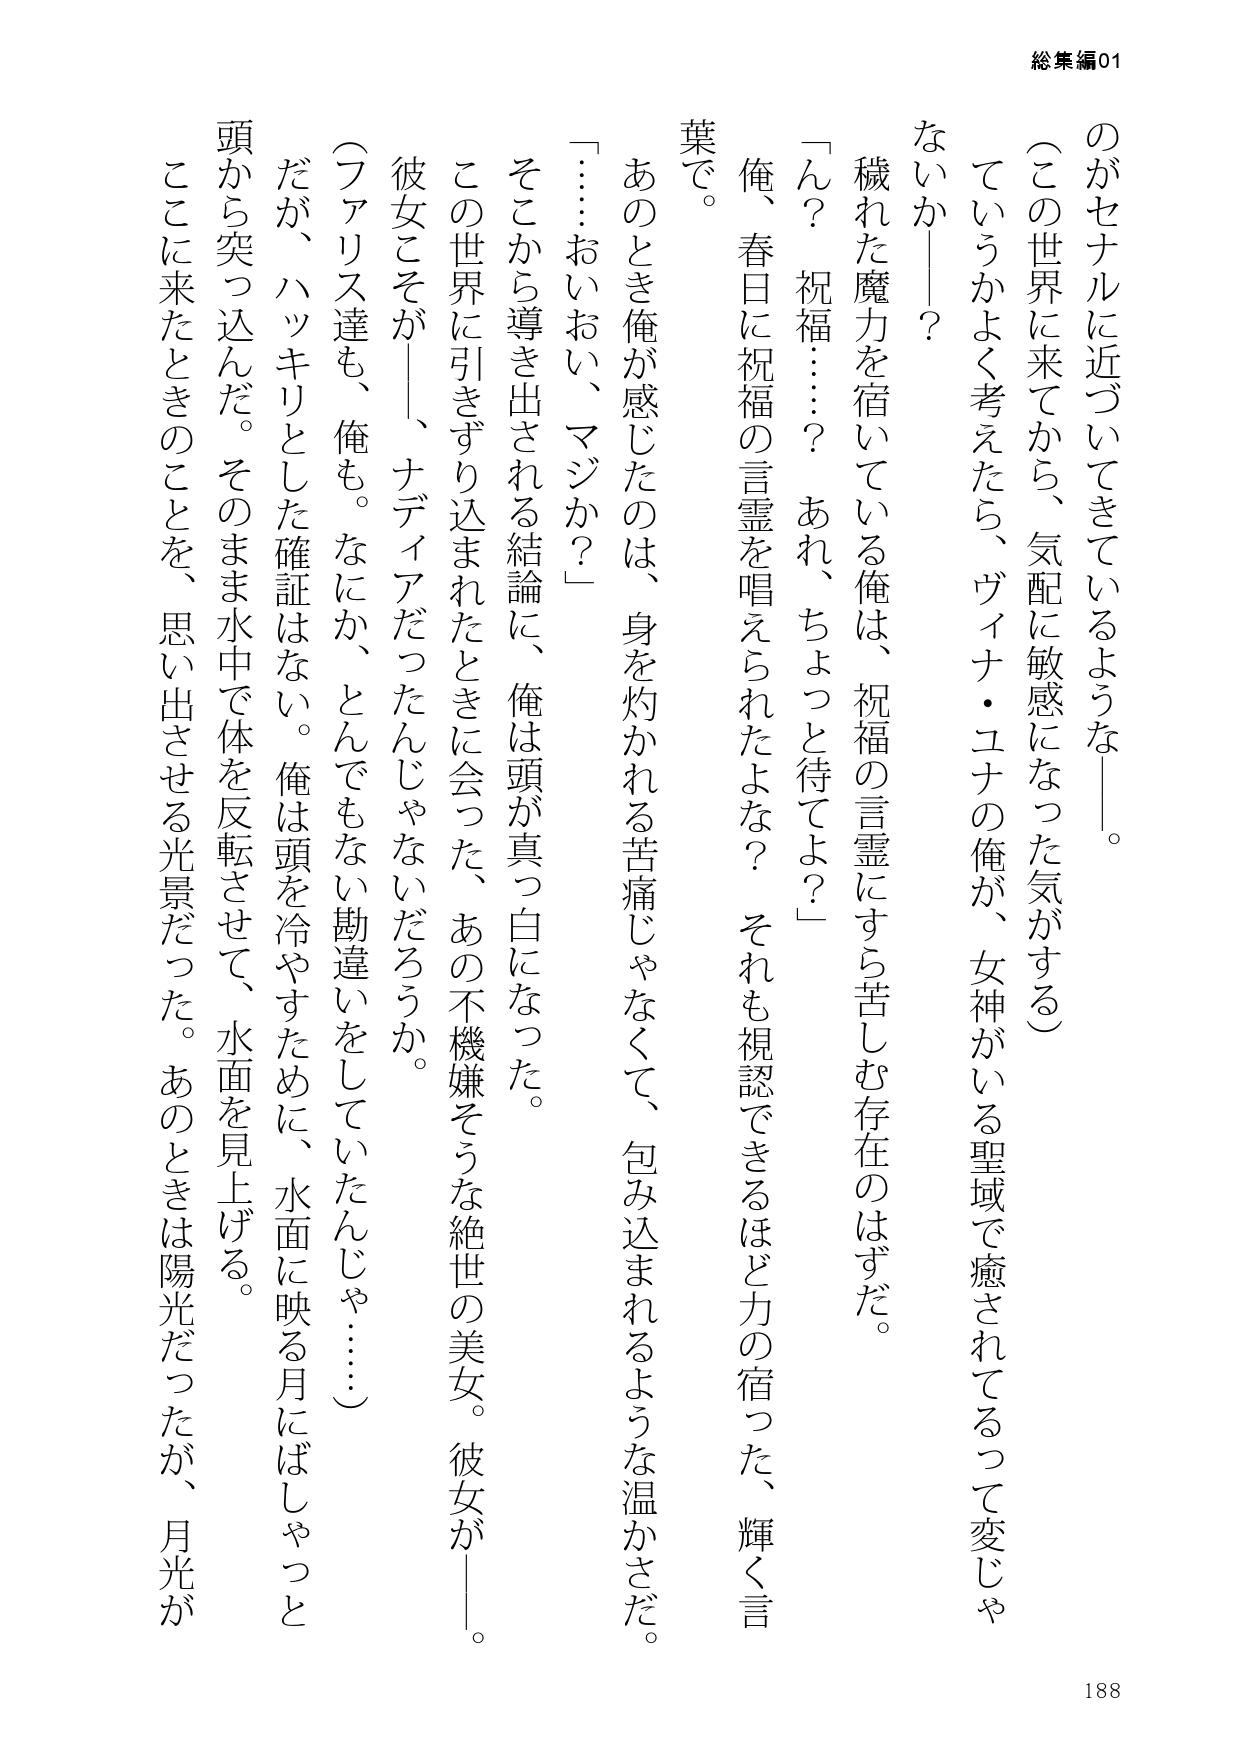 総集編01
のがセナルに近づいてきているような――。
（この世界に来てから、気配に敏感になった気がする）
ていうかよく考えたら、ヴィナ・ユナの俺が、女神がいる聖域で癒されてるって変じゃ
ないか――？
穢れた魔力を宿いている俺は、祝福の言霊にすら苦しむ存在のはずだ。
「ん？　祝福……？　あれ、ちょっと待てよ？」
俺、春日に祝福の言霊を唱えられたよな？　それも視認できるほど力の宿った、輝く言
葉で。
あのとき俺が感じたのは、身を灼かれる苦痛じゃなくて、包み込まれるような温かさだ。
「……おいおい、マジか？」
そこから導き出される結論に、俺は頭が真っ白になった。
この世界に引きずり込まれたときに会った、あの不機嫌そうな絶世の美女。彼女が――。
彼女こそが――、ナディアだったんじゃないだろうか。
（ファリス達も、俺も。なにか、とんでもない勘違いをしていたんじゃ……）
だが、ハッキリとした確証はない。俺は頭を冷やすために、水面に映る月にばしゃっと
頭から突っ込んだ。そのまま水中で体を反転させて、水面を見上げる。
ここに来たときのことを、思い出させる光景だった。あのときは陽光だったが、月光が
188